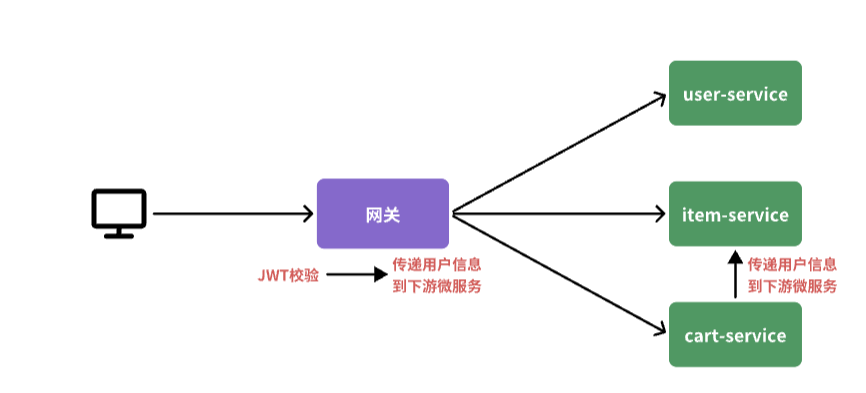 user-service
网关
item-service
JWT校验
传递用户信息
到下游微服务
传递用户信息
到下游微服务
cart-service